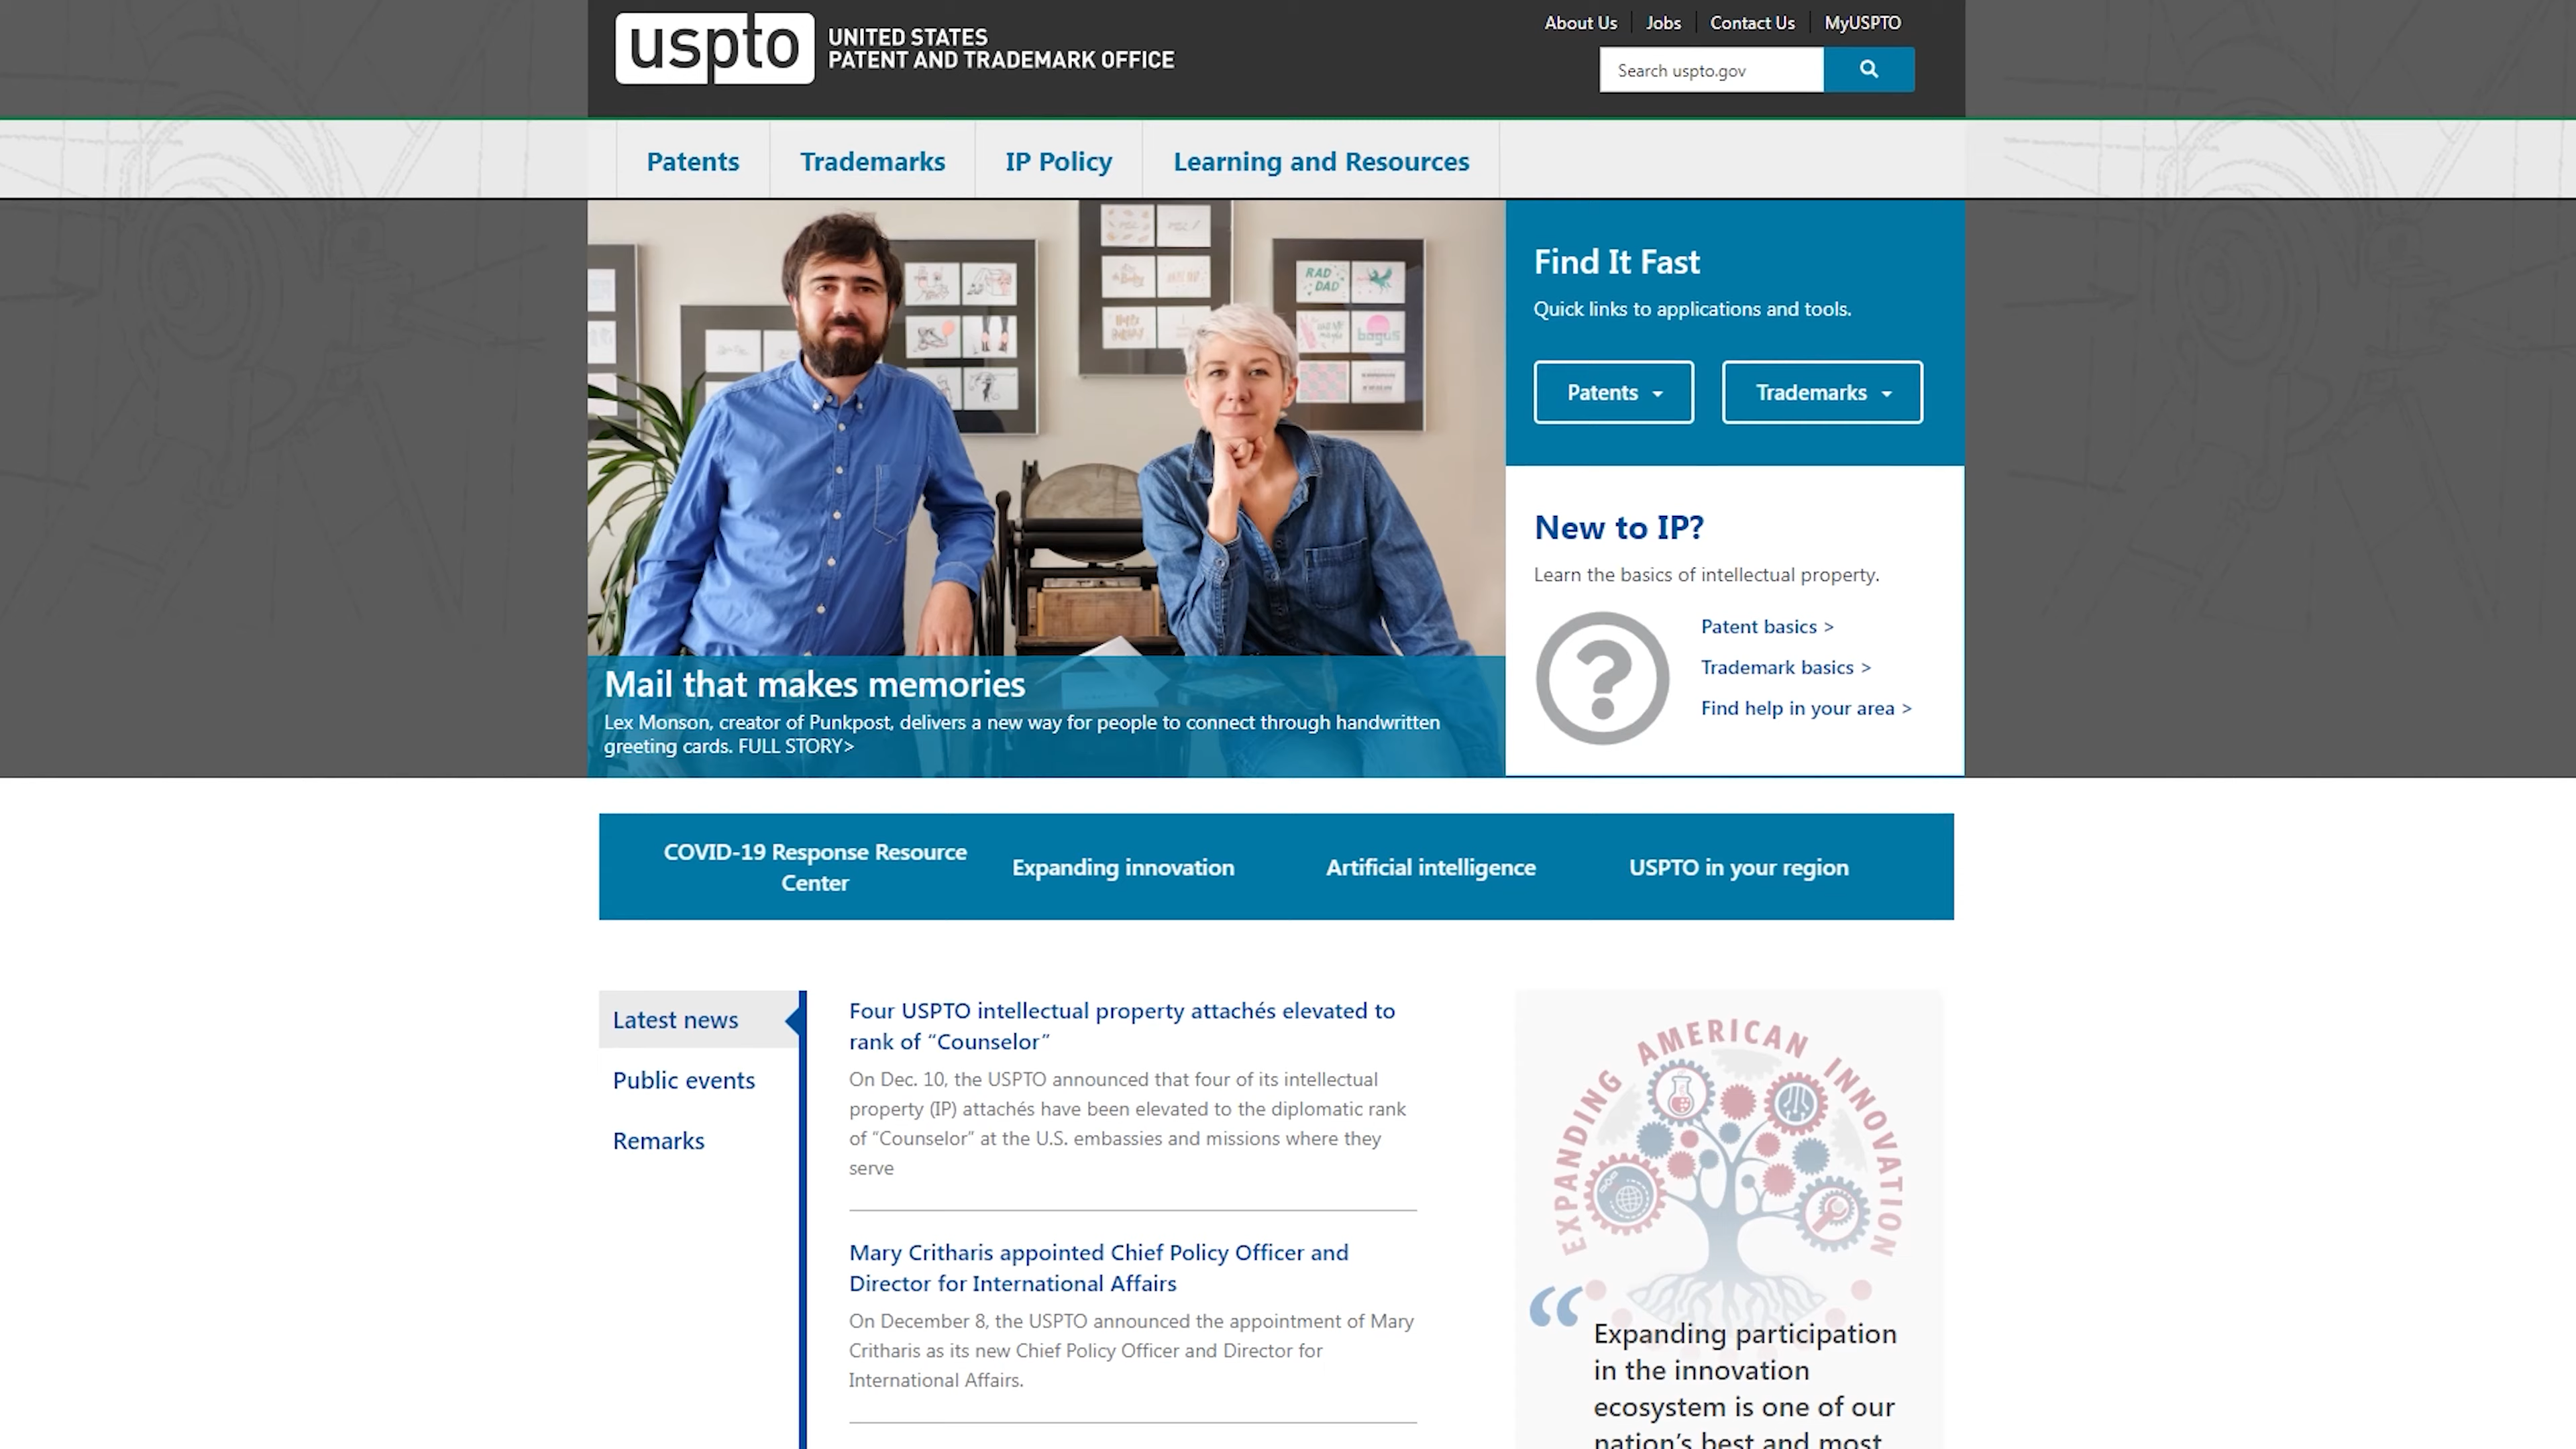 uspto
UNITED STATES
PATENT AND TRADEMARK OFFICE
About Us
Jobs
Contact Us
MyUSPTO
Search uspto.gov
Patents
Trademarks
IP Policy
Learning and Resources
RAD
DAD
bagus
Find It Fast
Quick links to applications and tools.
Patents
Trademarks
New to IP?
Learn the basics of intellectual property.
?
Patent basics >
Trademark basics >
Find help in your area >
Mail that makes memories
Lex Monson, creator of Punkpost, delivers a new way for people to connect through handwritten
greeting cards. FULL STORY>
COVID-19 Response Resource
Center
Expanding innovation
Artificial intelligence
USPTO in your region
Latest news
Public events
Remarks
Four USPTO intellectual property attachés elevated to
rank of “Counselor”
On Dec. 10, the USPTO announced that four of its intellectual
property (IP) attachés have been elevated to the diplomatic rank
of “Counselor” at the U.S. embassies and missions where they
serve
Mary Critharis appointed Chief Policy Officer and
Director for International Affairs
On December 8, the USPTO announced the appointment of Mary
Critharis as its new Chief Policy Officer and Director for
International Affairs.
EXPANDING AMERICAN INNOVATION
“
Expanding participation
in the innovation
ecosystem is one of our
nation’s best and most